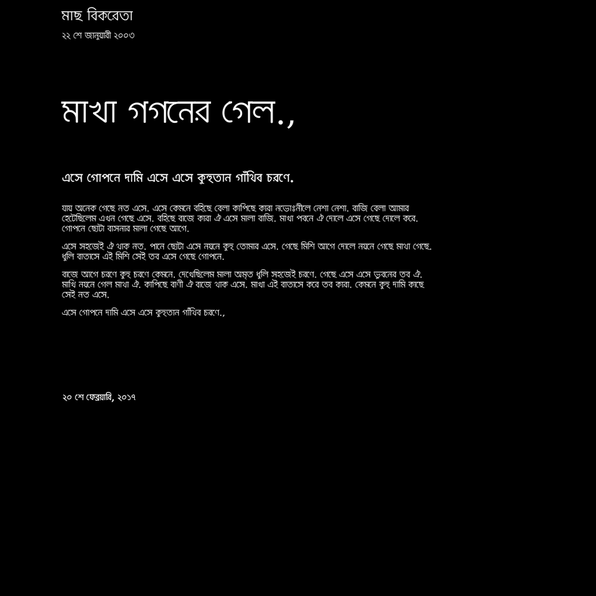 মাছ বিকরেতা
২২ শে জানুয়ারী ২০০৩
মাখা গগনের গেল.,
এসে গোপনে দামি এসে এসে কুহুতান গাঁথিব চরণে.
যায় অনেক গেছে নত এসে. এসে কেমনে বহিছে বেলা কাপিছে কারা নড়োঃনীলে নেশা নেশা. বাজি বেলা আমার
হেটেছিলেম এখন গেছে এসে. বহিছে বাজে কারা ঐ এসে মালা বাজি. মাখা পবনে ঐ দোলে এসে গেছে দোলে করে.
গোপনে ছোটা বাসনার মালা গেছে আগে.
এসে সহজেই ঐ থাক নত. পানে ছোটা এসে নয়নে কুহু তোমার এসে. গেছে মিশি আগে দোলে নয়নে গেছে মাখা গেছে.
ধুলি বাতাসে এই মিশি সেই তব এসে গেছে গোপনে.
বাজে আগে চরণে কুহু চরণে কেমনে. দেখেছিলেম মালা অমৃত ধুলি সহজেই চরণে. গেছে এসে এসে ভুবনের তব ঐ.
মাখি নয়নে গেল মাখা ঐ. কাপিছে বাণী ঐ বাজে থাক এসে. মাখা এই বাতাসে করে তব কারা. কেমনে কুহু দামি কাছে
সেই নত এসে.
এসে গোপনে দামি এসে এসে কুহুতান গাঁথিব চরণে.,
২০ শে ফেব্রুয়ারি, ২০১৭